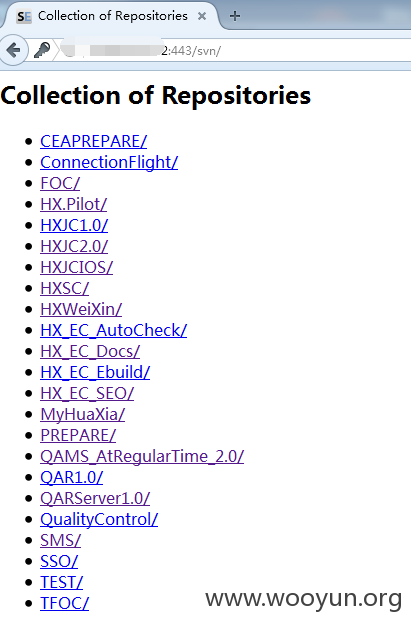 SE Collection of Repositories
2:443/svn/
Collection of Repositories
CEAPREPARE/
ConnectionFlight/
FOC/
HX.Pilot/
HXJC1.0/
HXJC2.0/
HXJCIOS/
HXSC/
HXWeiXin/
HX_EC_AutoCheck/
HX_EC_Docs/
HX_EC_Ebuild/
HX_EC_SEO/
MyHuaXia/
PREPARE/
QAMS_AtRegularTime_2.0/
QAR1.0/
QARServer1.0/
QualityControl/
SMS/
SSO/
TEST/
TFOC/
www.wooyun.org